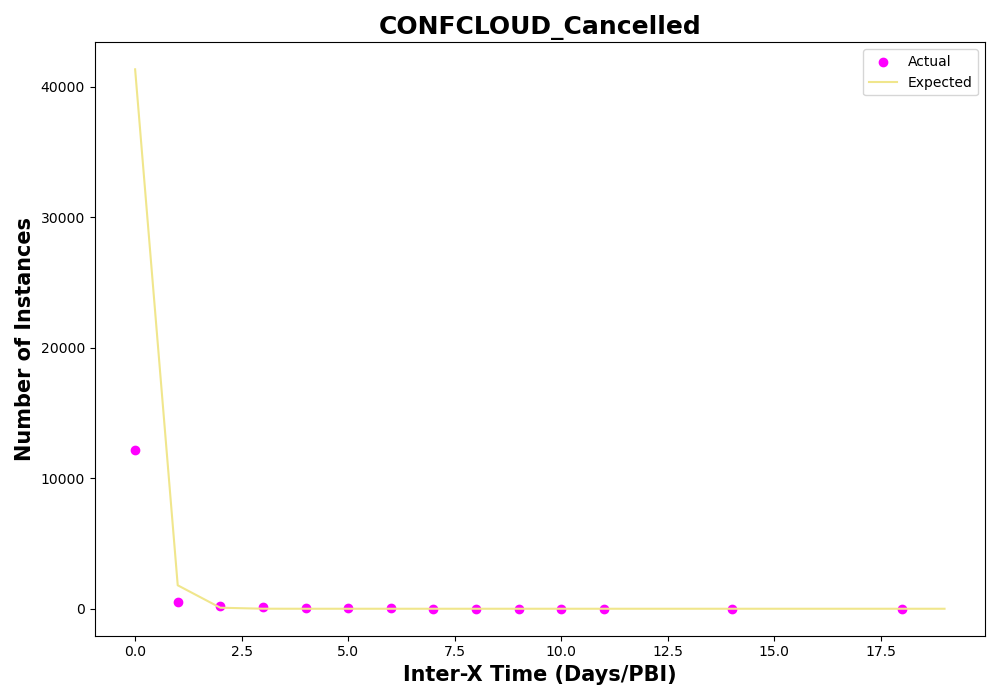 CONFCLOUD_Cancelled
Actual
Expected
Number of Instances
40000
30000
20000
10000
0
0.0 2.5 5.0 7.5 10.0 12.5 15.0 17.5
Inter-X Time (Days/PBI)